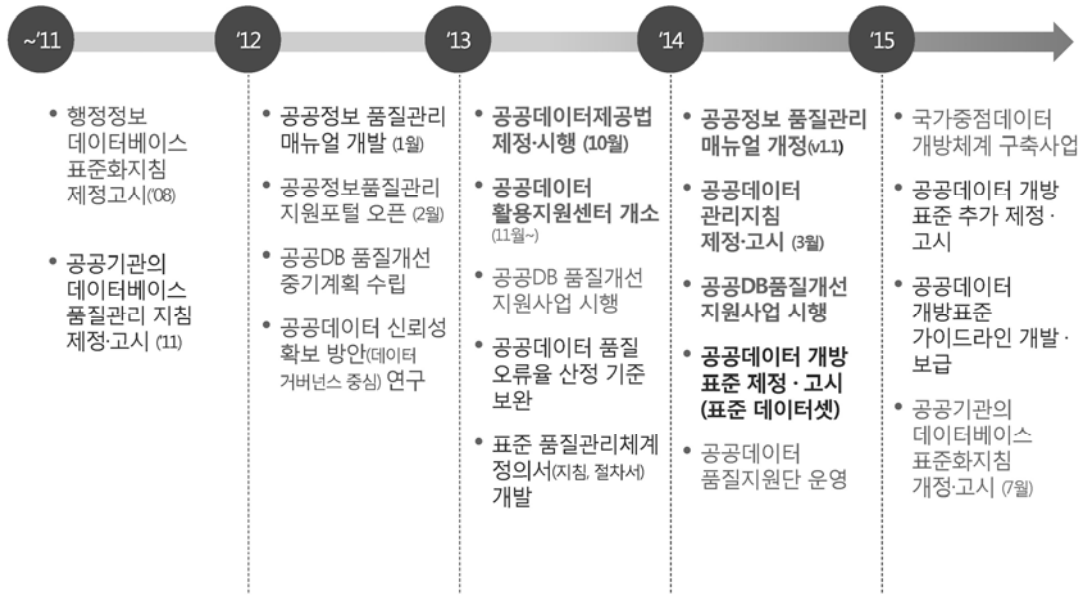 ~'11
'12
'13
'14
'15
• 행정정보
데이터베이스
표준화지침
제정고시('08)
• 공공기관의
데이터베이스
품질관리 지침
제정·고시 ('11)
• 공공정보 품질관리
매뉴얼 개발 (1월)
• 공공정보품질관리
지원포털 오픈 (2월)
• 공공DB 품질개선
중기계획 수립
• 공공데이터 신뢰성
확보 방안(데이터
거버넌스 중심) 연구
• 공공데이터제공법
제정·시행 (10월)
• 공공데이터
활용지원센터 개소
(11월~)
• 공공DB 품질개선
지원사업 시행
• 공공데이터 품질
오류율 산정 기준
보완
• 표준 품질관리체계
정의서(지침, 절차서)
개발
• 공공정보 품질관리
매뉴얼 개정(v1.1)
• 공공데이터
관리지침
제정·고시 (3월)
• 공공DB품질개선
지원사업 시행
• 공공데이터 개방
표준 제정 · 고시
(표준 데이터셋)
• 공공데이터
품질지원단 운영
• 국가중점데이터
개방체계 구축사업
• 공공데이터 개방
표준 추가 제정 ·
고시
• 공공데이터
개방표준
가이드라인 개발 ·
보급
• 공공기관의
데이터베이스
표준화지침
개정·고시 (7월)